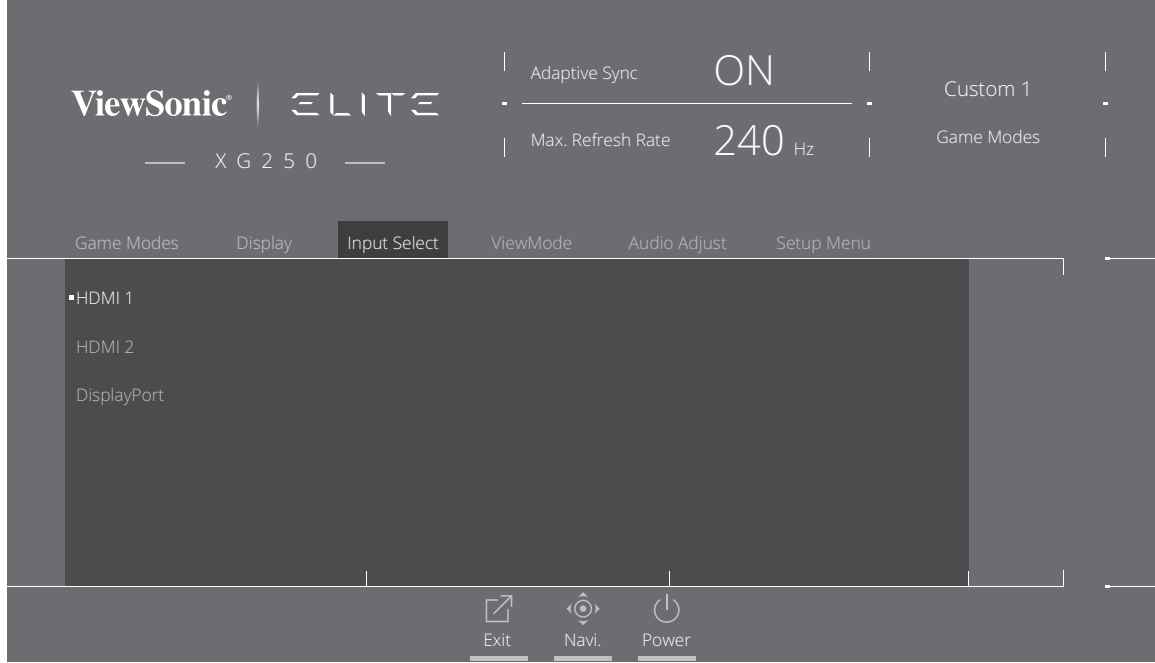 ViewSonic® ELITE
XG250
Adaptive Sync ON
Max. Refresh Rate 240 Hz
Custom 1
Game Modes
Game Modes Display Input Select ViewMode Audio Adjust Setup Menu
HDMI 1
HDMI 2
DisplayPort
Exit Navi. Power